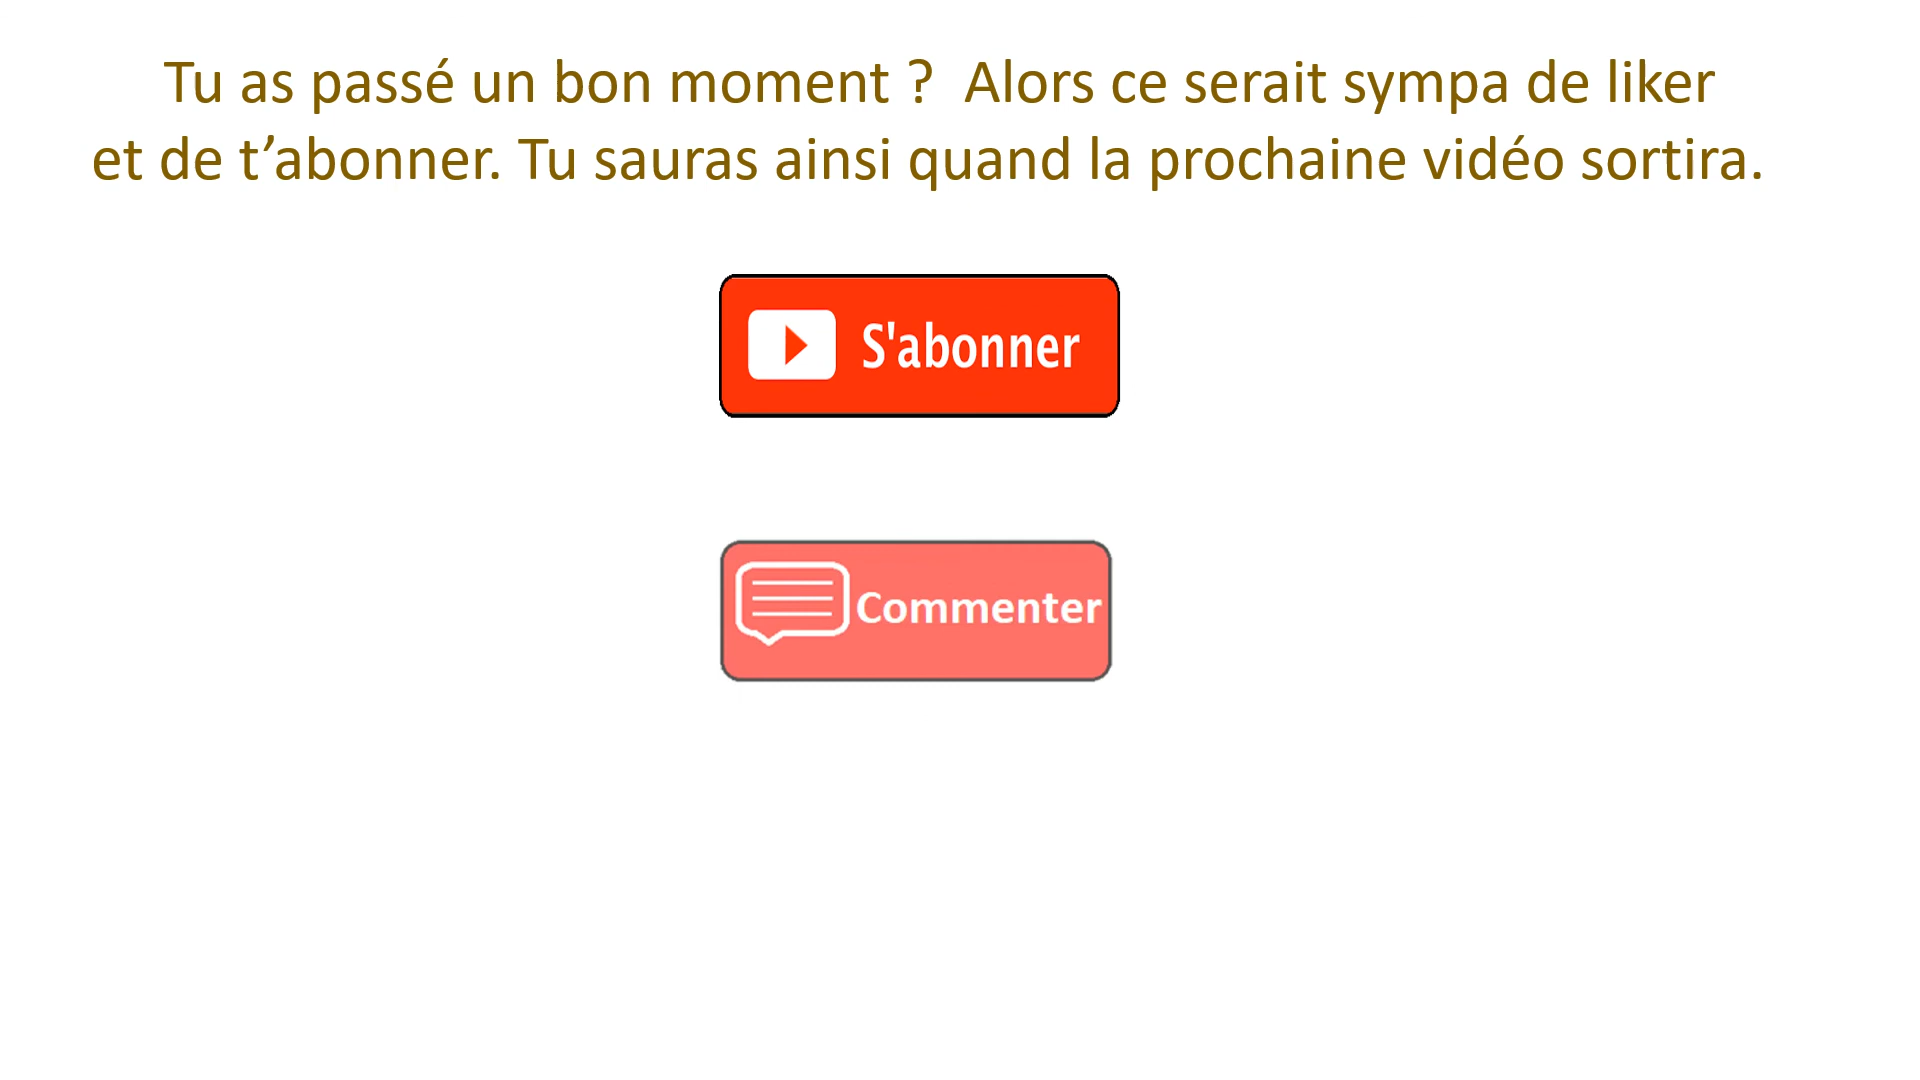 Tu as passé un bon moment ?  Alors ce serait sympa de liker
et de t’abonner. Tu sauras ainsi quand la prochaine vidéo sortira.
S'abonner
Commenter